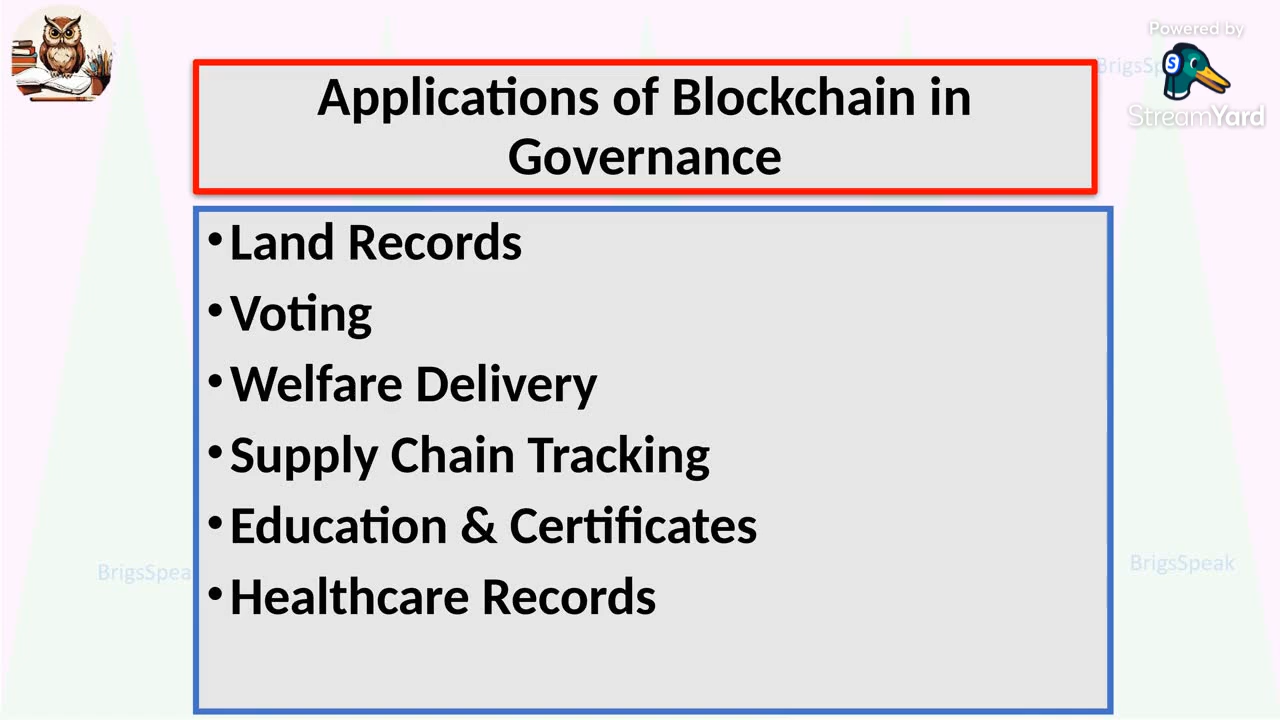 Powered by
StreamYard
Applications of Blockchain in
Governance
• Land Records
• Voting
• Welfare Delivery
• Supply Chain Tracking
• Education & Certificates
• Healthcare Records
BrigsSpeak